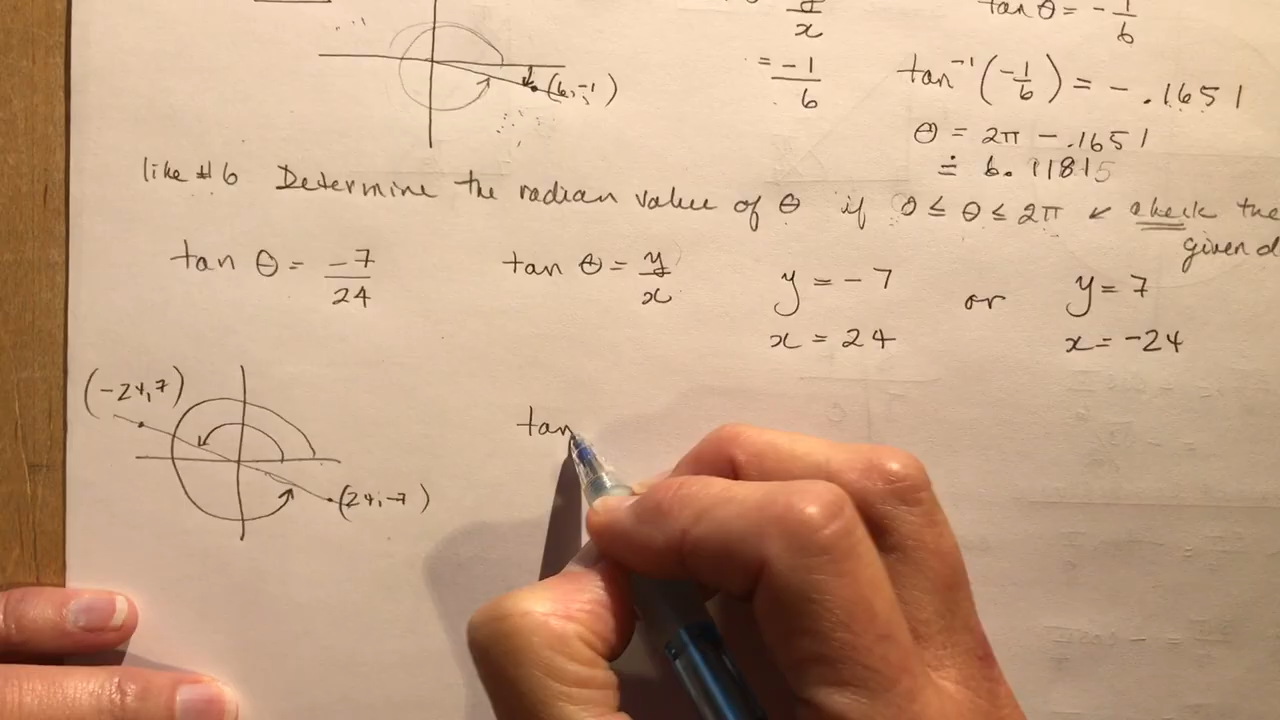 x
tan θ = -1/6
= -1/6
(6, -1)
tan⁻¹(-1/6) = -.1651
θ = 2π - .1651
≐ 6.11815
like #6 Determine the radian value of θ if 0 ≤ θ ≤ 2π ↙ check the
given d
tan θ = -7/24
tan θ = y/x
y = -7
x = 24
or
y = 7
x = -24
(-24, 7)
(24, -7)
tan